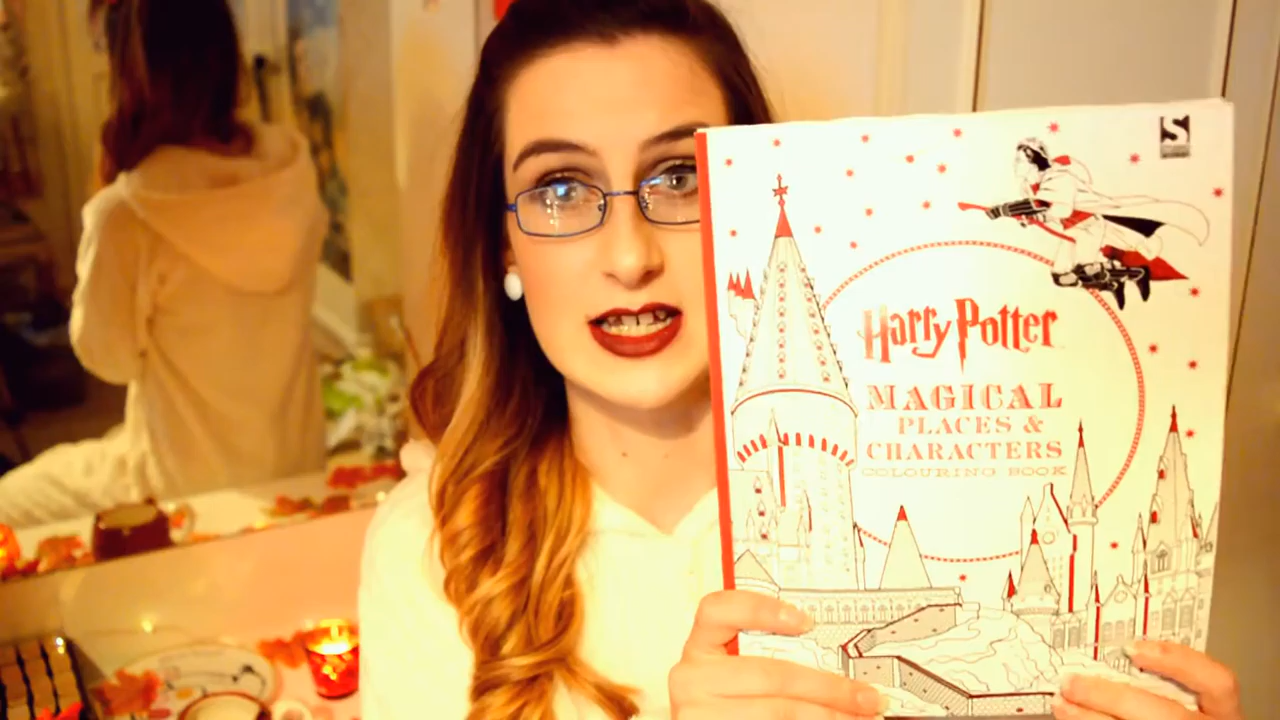 Harry Potter
MAGICAL
PLACES &
CHARACTERS
COLOURING BOOK
S